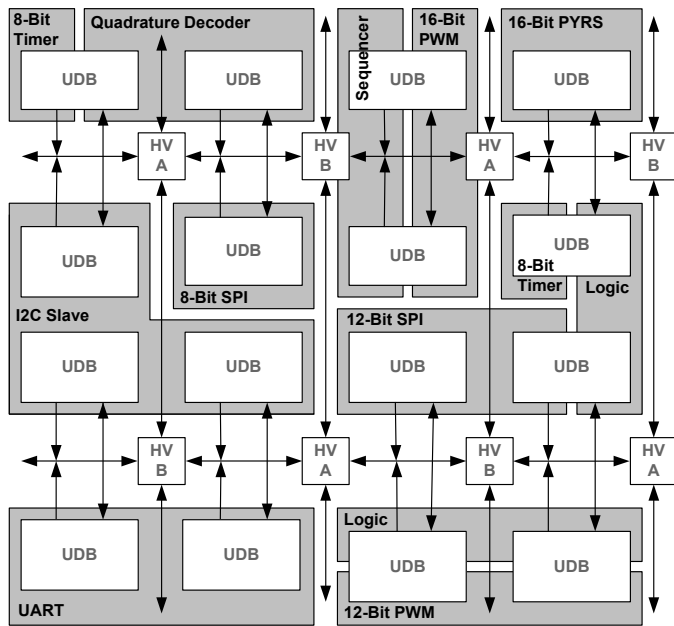 8-Bit
Timer
Quadrature Decoder
Sequencer
16-Bit
PWM
16-Bit PYRS
UDB
UDB
UDB
UDB
HV
A
HV
B
HV
A
HV
B
UDB
UDB
UDB
UDB
8-Bit SPI
8-Bit
Timer
Logic
I2C Slave
12-Bit SPI
UDB
UDB
UDB
UDB
HV
B
HV
A
HV
B
HV
A
Logic
UDB
UDB
UDB
UDB
UART
12-Bit PWM